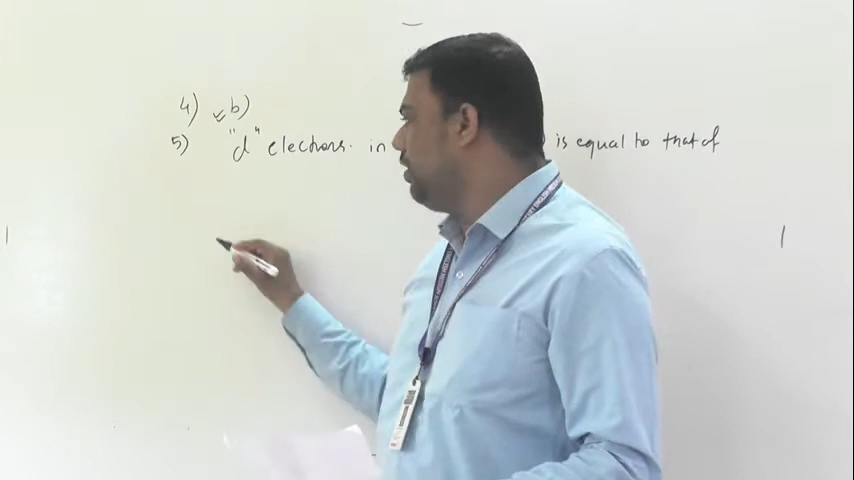 4) ✓ b)
5) "d" electrons. in is equal to that of